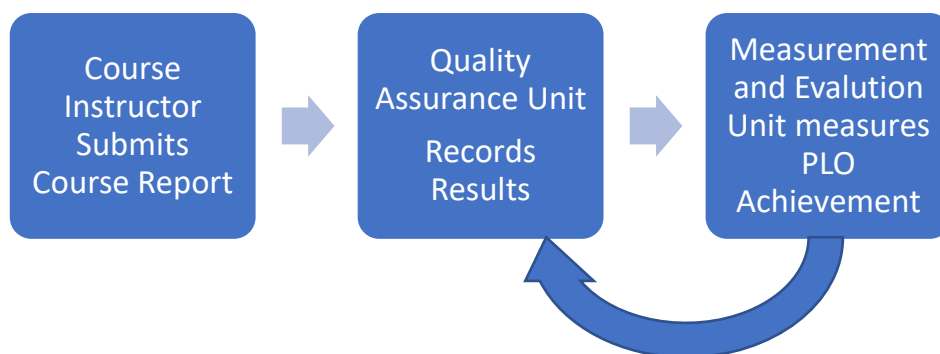 Course
Instructor
Submits
Course Report
Quality
Assurance Unit
Records
Results
Measurement
and Evalution
Unit measures
PLO
Achievement